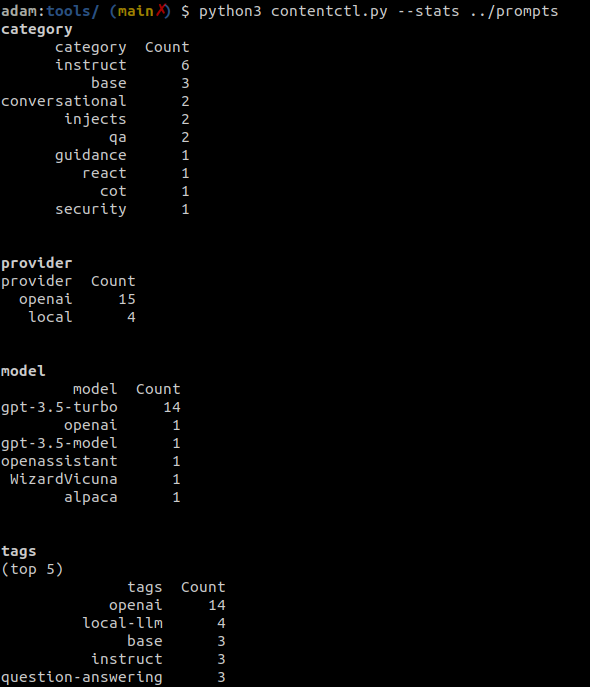 adam:tools/ (main✗) $ python3 contentctl.py --stats ../prompts
category
category Count
instruct 6
base 3
conversational 2
injects 2
qa 2
guidance 1
react 1
cot 1
security 1
provider
provider Count
openai 15
local 4
model
model Count
gpt-3.5-turbo 14
openai 1
gpt-3.5-model 1
openassistant 1
WizardVicuna 1
alpaca 1
tags
(top 5)
tags Count
openai 14
local-llm 4
base 3
instruct 3
question-answering 3